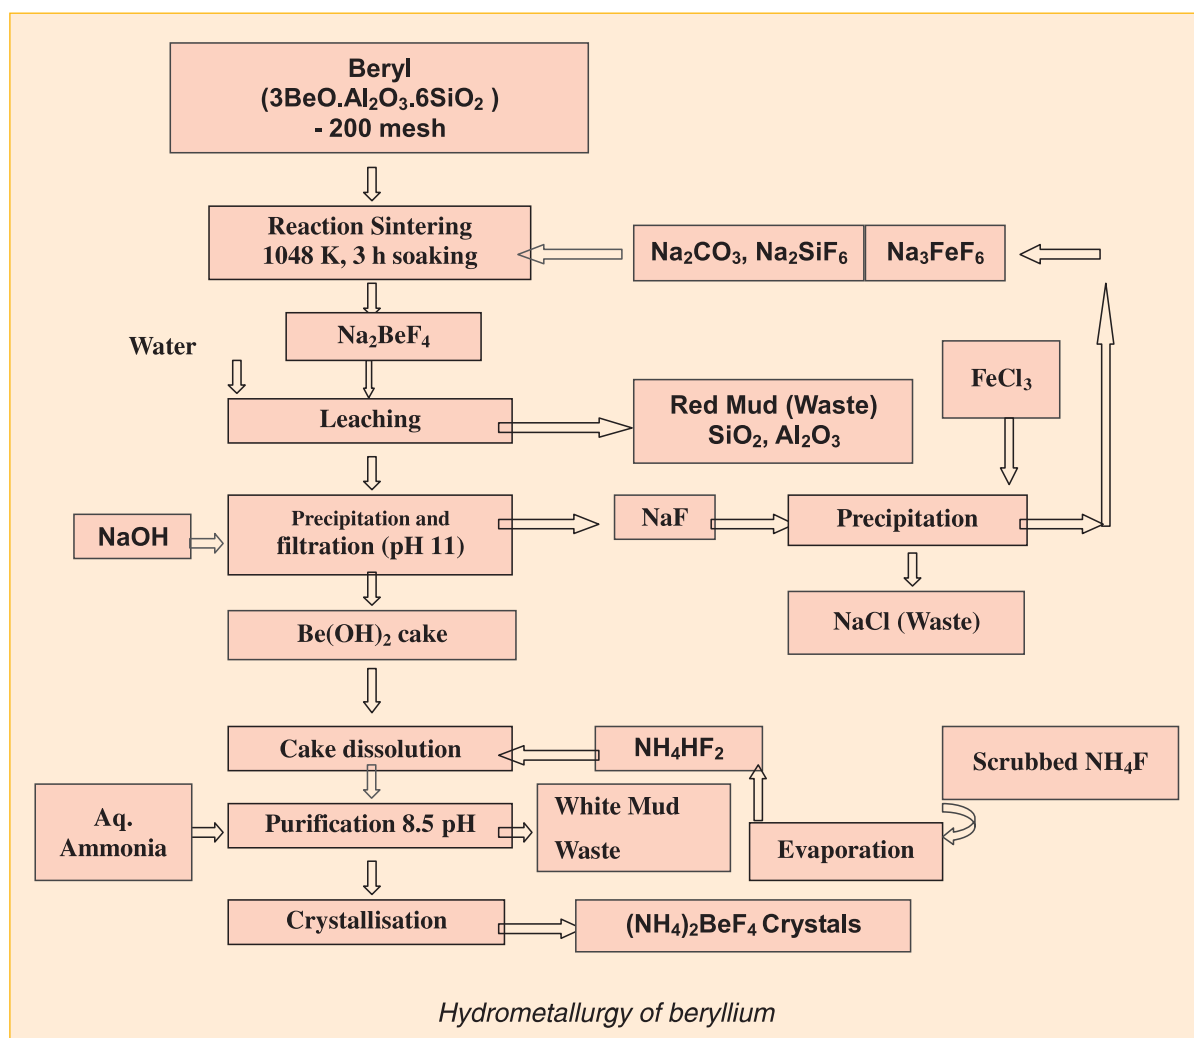 Beryl
(3BeO.Al₂O₃.6SiO₂ )
- 200 mesh
Reaction Sintering
1048 K, 3 h soaking
Na₂CO₃, Na₂SiF₆
Na₃FeF₆
Na₂BeF₄
Water
FeCl₃
Leaching
Red Mud (Waste)
SiO₂, Al₂O₃
NaOH
Precipitation and
filtration (pH 11)
NaF
Precipitation
NaCl (Waste)
Be(OH)₂ cake
Cake dissolution
NH₄HF₂
Scrubbed NH₄F
Aq.
Ammonia
Purification 8.5 pH
White Mud
Waste
Evaporation
Crystallisation
(NH₄)₂BeF₄ Crystals
Hydrometallurgy of beryllium